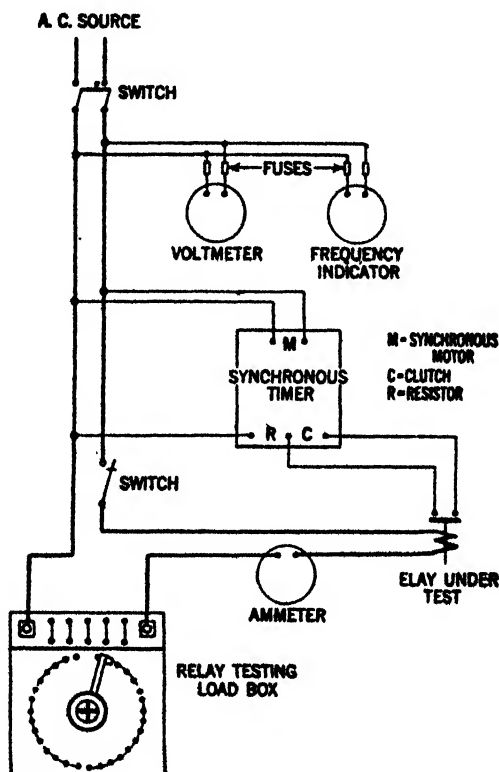 A. C. SOURCE
SWITCH
FUSES
VOLTMETER
FREQUENCY
INDICATOR
M
SYNCHRONOUS
TIMER
R C
M=SYNCHRONOUS
MOTOR
C=CLUTCH
R=RESISTOR
SWITCH
ELAY UNDER
TEST
AMMETER
RELAY TESTING
LOAD BOX